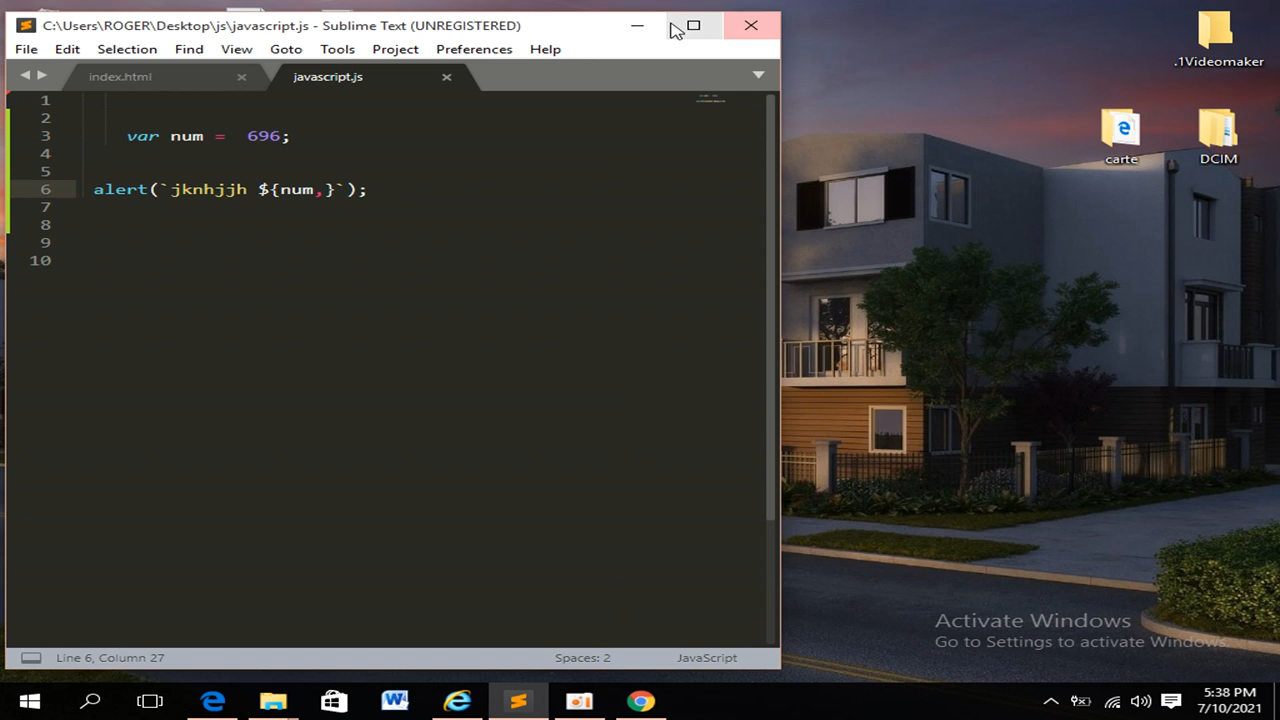 C:\Users\ROGER\Desktop\js\javascript.js - Sublime Text (UNREGISTERED)
File Edit Selection Find View Goto Tools Project Preferences Help
index.html
javascript.js
1
2
3 var num = 696;
4
5
6 alert(`jknhjjh ${num,}`);
7
8
9
10
Line 6, Column 27
Spaces: 2
JavaScript
.1Videomaker
carte
DCIM
Activate Windows
Go to Settings to activate Windows.
5:38 PM
7/10/2021